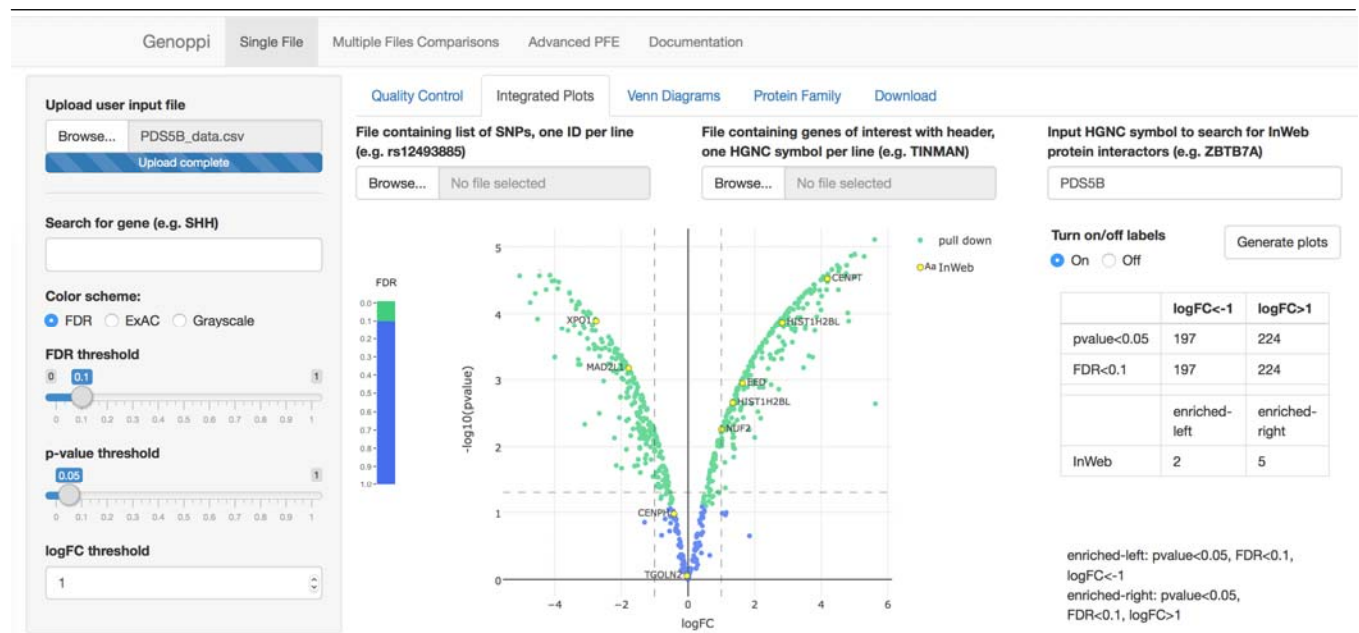 Genoppi Single File Multiple Files Comparisons Advanced PFE Documentation
Upload user input file
Browse... PDS5B_data.csv
Upload complete
Search for gene (e.g. SHH)
Color scheme:
FDR ExAC Grayscale
FDR threshold
0 0.1 1
0 0.1 0.2 0.3 0.4 0.5 0.6 0.7 0.8 0.9 1
p-value threshold
0.05 1
0 0.1 0.2 0.3 0.4 0.5 0.6 0.7 0.8 0.9 1
logFC threshold
1
Quality Control Integrated Plots Venn Diagrams Protein Family Download
File containing list of SNPs, one ID per line
(e.g. rs12493885)
Browse... No file selected
File containing genes of interest with header,
one HGNC symbol per line (e.g. TINMAN)
Browse... No file selected
Input HGNC symbol to search for InWeb
protein interactors (e.g. ZBTB7A)
PDS5B
FDR
0.0
0.1
0.2
0.3
0.4
0.5
0.6
0.7
0.8
0.9
1.0
-log10(pvalue)
5
4
3
2
1
0
CENPT
XPO1
HIST1H2BL
MAD2L1
EED
HIST1H2BL
NUF2
CENPH
TGOLN2
−4 −2 0 2 4 6
logFC
pull down
Aa InWeb
Turn on/off labels
On Off
Generate plots
logFC<-1 logFC>1
pvalue<0.05 197 224
FDR<0.1 197 224
enriched- enriched-
left right
InWeb 2 5
enriched-left: pvalue<0.05, FDR<0.1,
logFC<-1
enriched-right: pvalue<0.05,
FDR<0.1, logFC>1